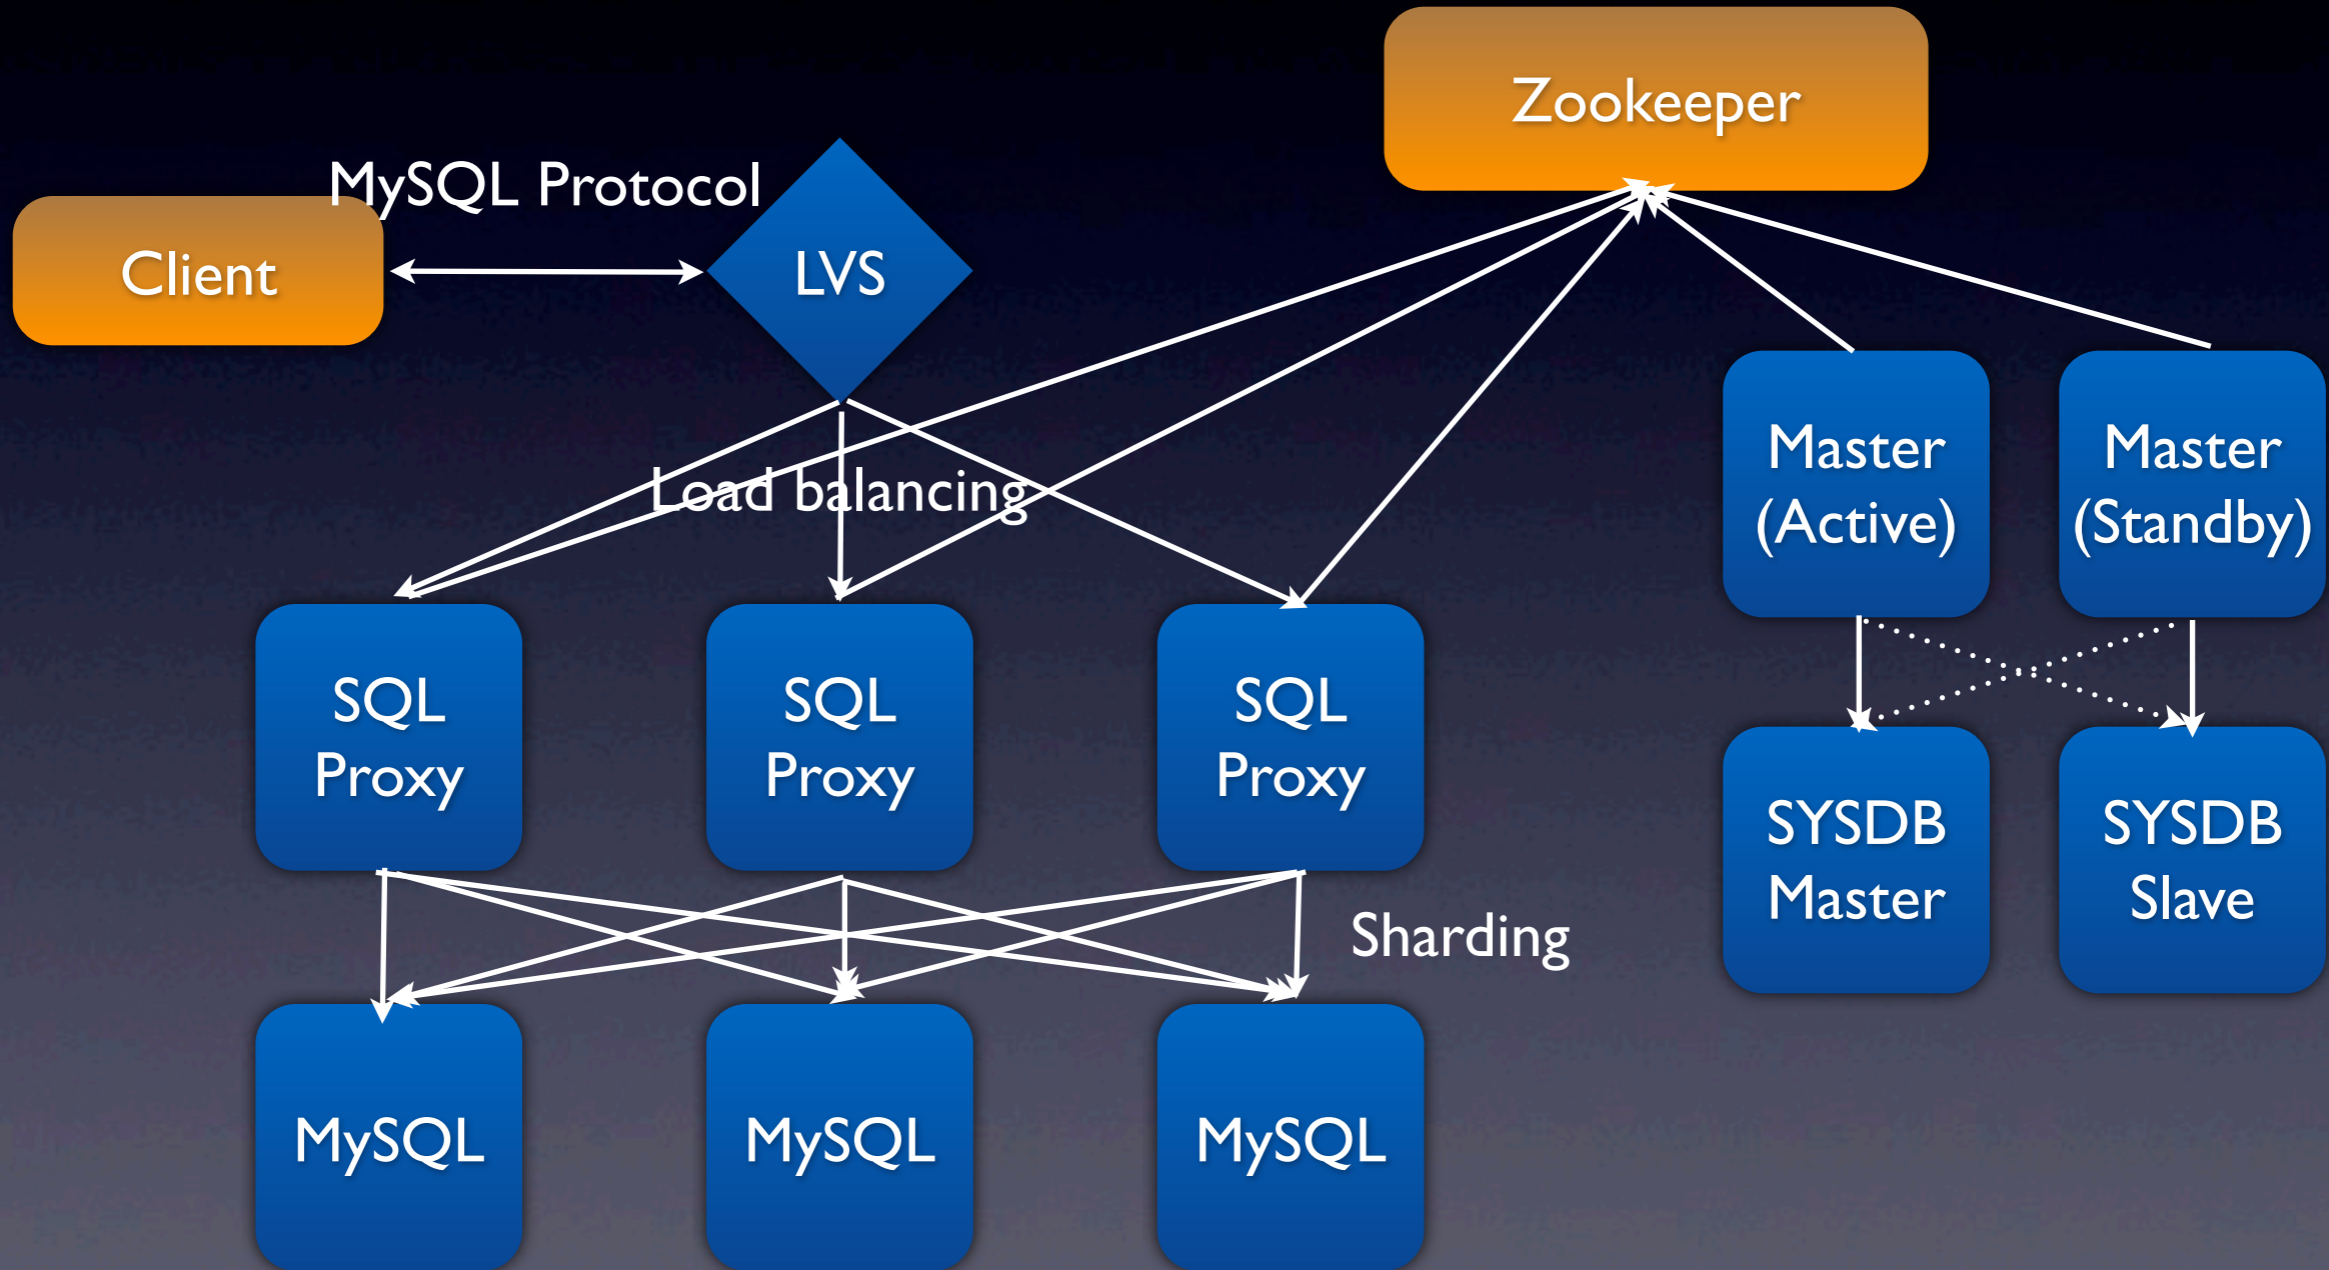 Zookeeper
MySQL Protocol
Client
LVS
Load balancing
Master
(Active)
Master
(Standby)
SQL
Proxy
SQL
Proxy
SQL
Proxy
SYSDB
Master
SYSDB
Slave
Sharding
MySQL
MySQL
MySQL